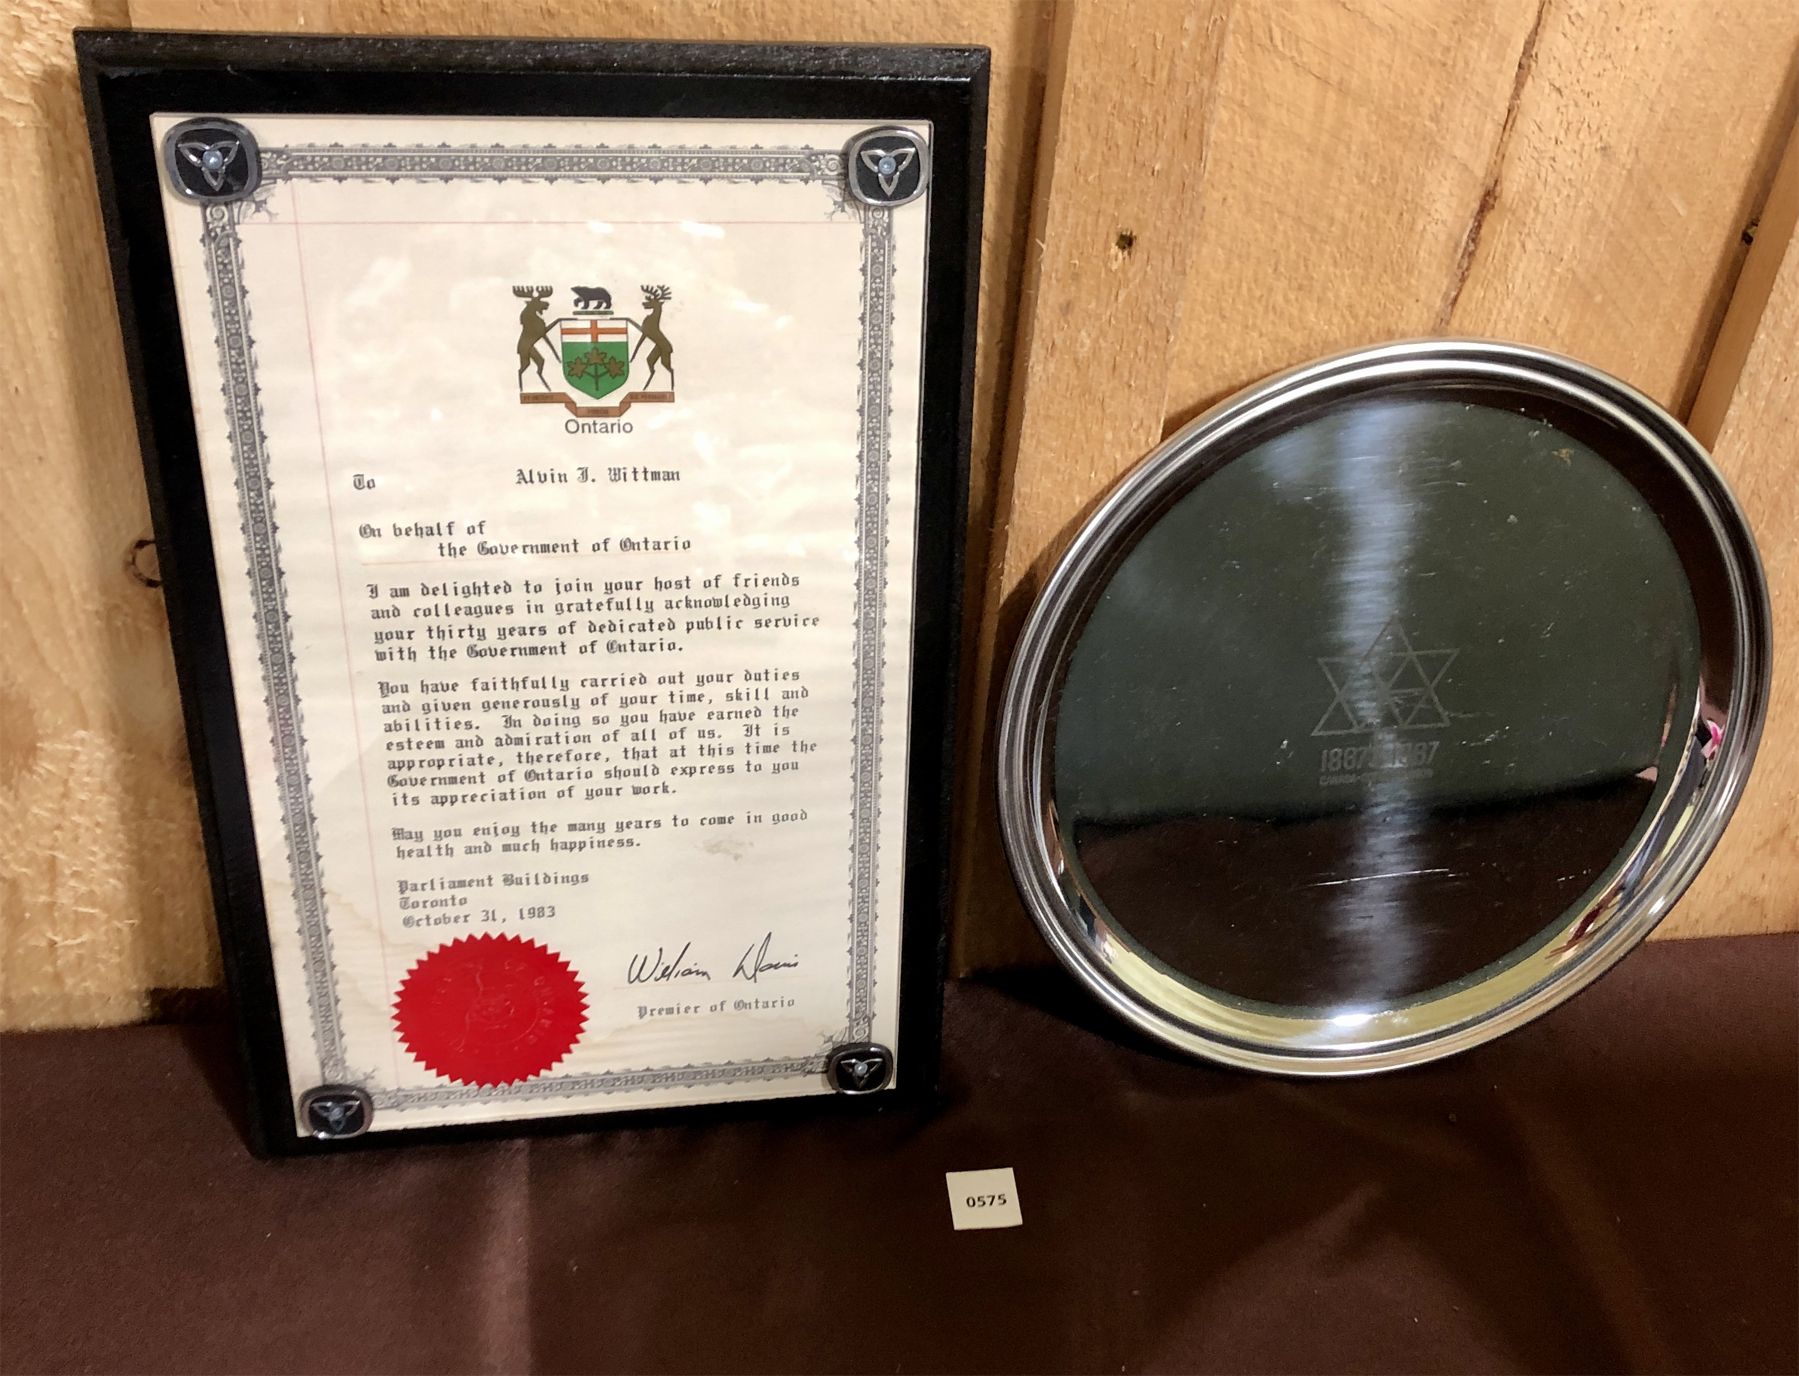 Ontario
To Alvin J. Wittman
On behalf of
the Government of Ontario
I am delighted to join your host of friends
and colleagues in gratefully acknowledging
your thirty years of dedicated public service
with the Government of Ontario.
You have faithfully carried out your duties
and given generously of your time, skill and
abilities. In doing so you have earned the
esteem and admiration of all of us. It is
appropriate, therefore, that at this time the
Government of Ontario should express to you
its appreciation of your work.
May you enjoy the many years to come in good
health and much happiness.
Parliament Buildings
Toronto
October 31, 1983
William Davis
Premier of Ontario
0575